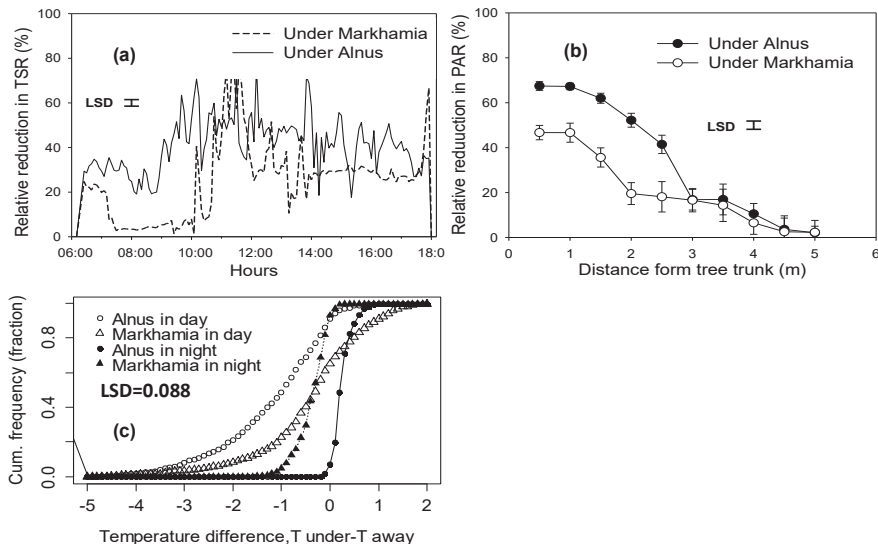 100
80
60
40
20
0
Relative reduction in TSR (%)
(a)
Under Markhamia
Under Alnus
LSD
06:00 08:00 10:00 12:00 14:00 16:00 18:0
Hours
100
80
60
40
20
0
Relative reduuction in PAR (%)
(b)
Under Alnus
Under Markhamia
LSD
0 1 2 3 4 5 6
Distance form tree trunk (m)
Cum. frequency (fraction)
0.8
0.4
0.0
Alnus in day
Markhamia in day
Alnus in night
Markhamia in night
LSD=0.088
(c)
-5 -4 -3 -2 -1 0 1 2
Temperature difference,T under-T away